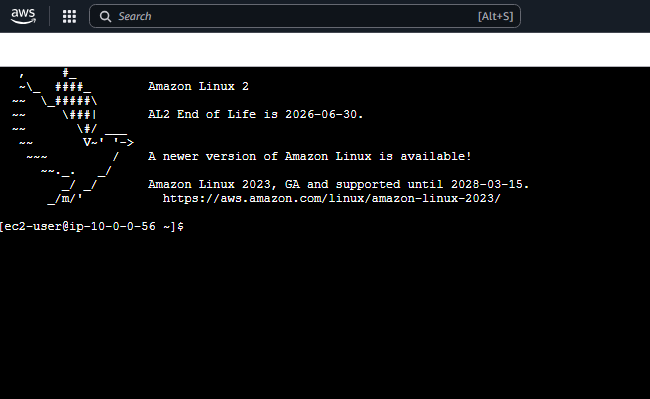 aws
Search [Alt+S]
   ,     #_
   ~\_  ####_        Amazon Linux 2
  ~~  \_#####\
  ~~     \###|       AL2 End of Life is 2026-06-30.
  ~~       \#/ ___
   ~~       V~' '->
    ~~~         /    A newer version of Amazon Linux is available!
      ~~._.   _/
         _/ _/       Amazon Linux 2023, GA and supported until 2028-03-15.
       _/m/'           https://aws.amazon.com/linux/amazon-linux-2023/
[ec2-user@ip-10-0-0-56 ~]$